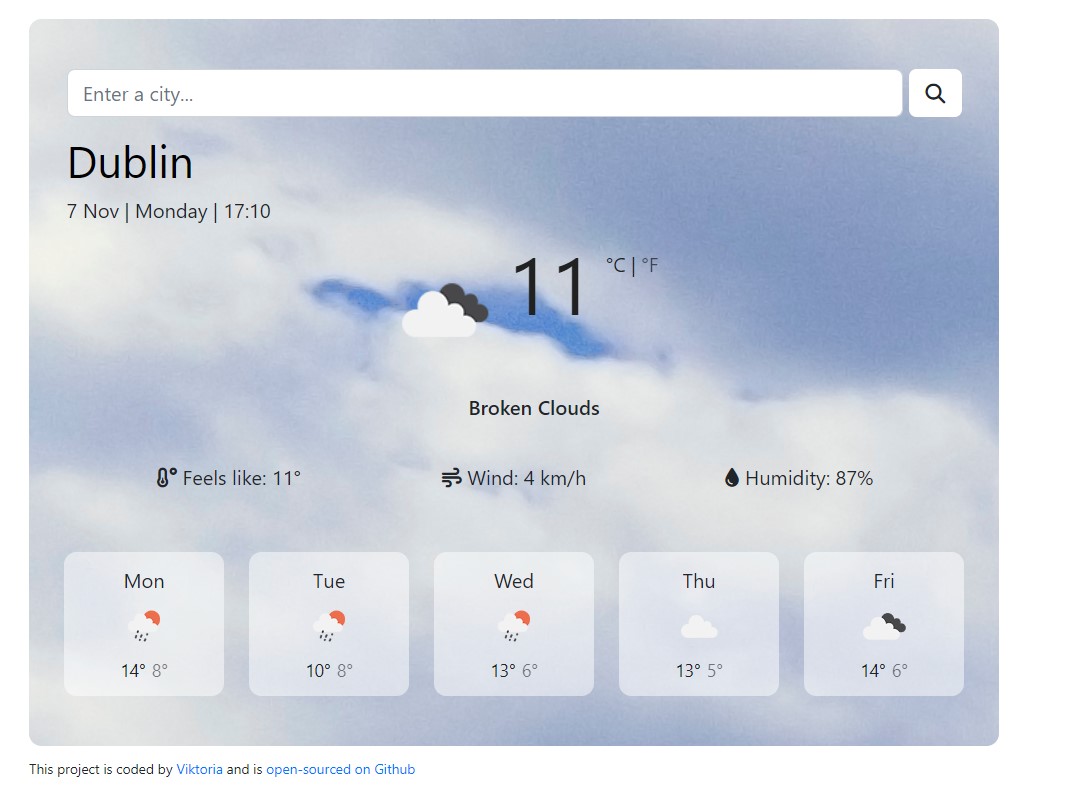 Enter a city...
Dublin
7 Nov | Monday | 17:10
11 °C | °F
Broken Clouds
Feels like: 11° Wind: 4 km/h Humidity: 87%
Mon Tue Wed Thu Fri
14° 8° 10° 8° 13° 6° 13° 5° 14° 6°
This project is coded by Viktoria and is open-sourced on Github